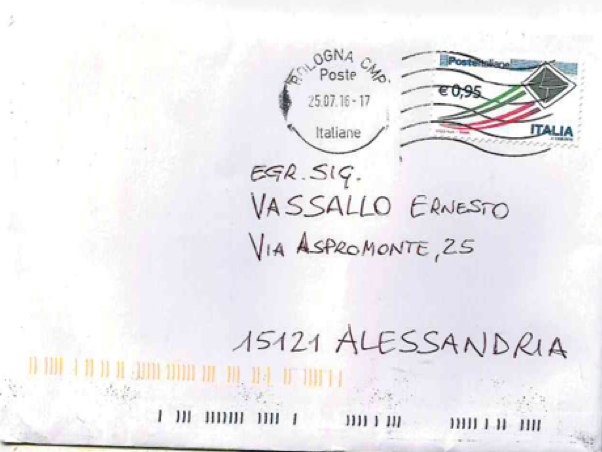 BOLOGNA CMP
Poste
25.07.16-17
Italiane
Posteitaliane
€ 0,95
ITALIA
EGR. SIG.
VASSALLO ERNESTO
VIA ASPROMONTE, 25
15121 ALESSANDRIA